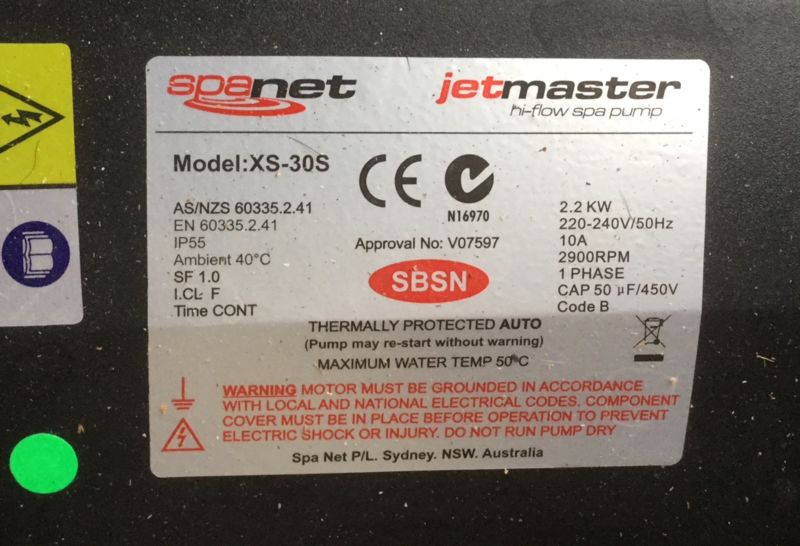 spanet
jetmaster
hi-flow spa pump
Model:XS-30S
AS/NZS 60335.2.41
EN 60335.2.41
IP55
Ambient 40°C
SF 1.0
I.CL F
Time CONT
CE
N16970
Approval No: V07597
SBSN
2.2 KW
220-240V/50Hz
10A
2900RPM
1 PHASE
CAP 50 µF/450V
Code B
THERMALLY PROTECTED AUTO
(Pump may re-start without warning)
MAXIMUM WATER TEMP 50°C
WARNING MOTOR MUST BE GROUNDED IN ACCORDANCE
WITH LOCAL AND NATIONAL ELECTRICAL CODES. COMPONENT
COVER MUST BE IN PLACE BEFORE OPERATION TO PREVENT
ELECTRIC SHOCK OR INJURY. DO NOT RUN PUMP DRY
Spa Net P/L. Sydney. NSW. Australia